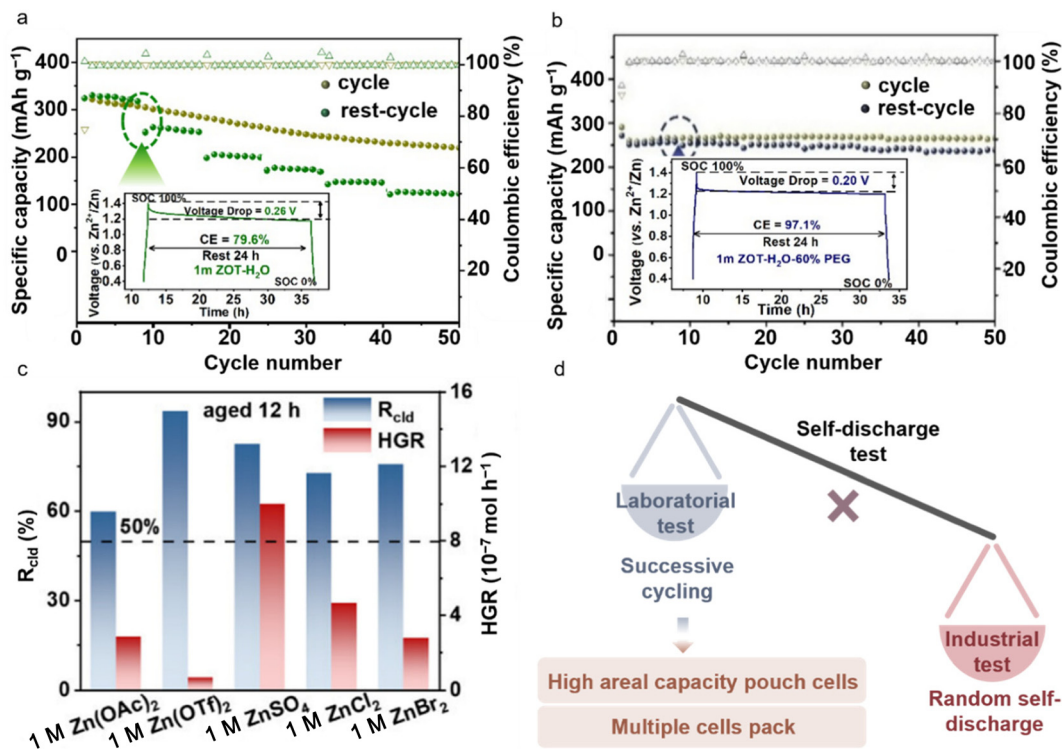 a
Specific capacity (mAh g⁻¹)
400
300
200
100
0
0
10
20
30
40
50
Cycle number
100
80
60
40
20
0
Coulombic efficiency (%)
cycle
rest-cycle
Voltage (vs. Zn²⁺/Zn)
1.4
1.2
1.0
0.8
0.6
0.4
SOC 100%
Voltage Drop = 0.26 V
CE = 79.6%
Rest 24 h
1m ZOT-H₂O
SOC 0%
10 15 20 25 30 35
Time (h)
b
Specific capacity (mAh g⁻¹)
400
300
250
200
100
0
0
10
20
30
40
50
Cycle number
100
80
60
40
20
0
Coulombic efficiency (%)
cycle
rest-cycle
Voltage (vs. Zn²⁺/Zn)
1.4
1.2
1.0
0.8
0.6
0.4
SOC 100%
Voltage Drop = 0.20 V
CE = 97.1%
Rest 24 h
1m ZOT-H₂O-60% PEG
SOC 0%
10 15 20 25 30 35
Time (h)
c
R_cld (%)
90
60
30
0
aged 12 h
R_cld
HGR
50%
16
12
8
4
0
HGR (10⁻⁷ mol h⁻¹)
1 M Zn(OAc)₂
1 M Zn(OTf)₂
1 M ZnSO₄
1 M ZnCl₂
1 M ZnBr₂
d
Self-discharge
test
Laboratorial
test
Successive
cycling
High areal capacity pouch cells
Multiple cells pack
Industrial
test
Random self-
discharge